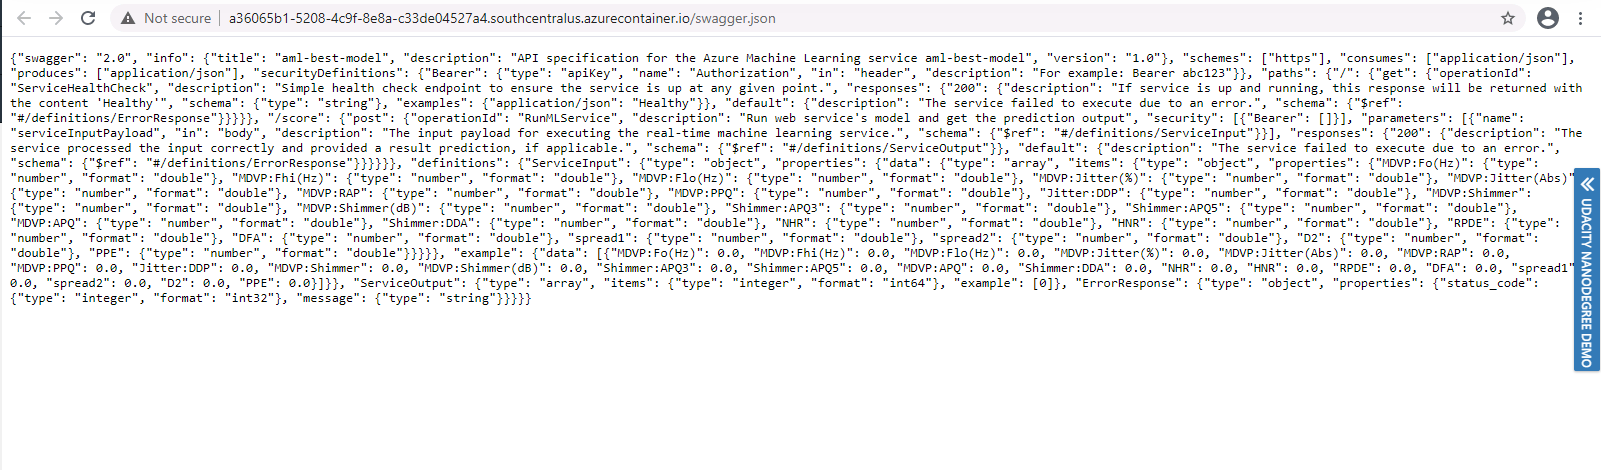 Not secure | a36065b1-5208-4c9f-8e8a-c33de04527a4.southcentralus.azurecontainer.io/swagger.json
{"swagger": "2.0", "info": {"title": "aml-best-model", "description": "API specification for the Azure Machine Learning service aml-best-model", "version": "1.0"}, "schemes": ["https"], "consumes": ["application/json"],
"produces": ["application/json"], "securityDefinitions": {"Bearer": {"type": "apiKey", "name": "Authorization", "in": "header", "description": "For example: Bearer abc123"}}, "paths": {"/": {"get": {"operationId":
"ServiceHealthCheck", "description": "Simple health check endpoint to ensure the service is up at any given point.", "responses": {"200": {"description": "If service is up and running, this response will be returned with
the content 'Healthy'", "schema": {"type": "string"}, "examples": {"application/json": "Healthy"}}, "default": {"description": "The service failed to execute due to an error.", "schema": {"$ref":
"#/definitions/ErrorResponse"}}}}}, "/score": {"post": {"operationId": "RunMLService", "description": "Run web service's model and get the prediction output", "security": [{"Bearer": []}], "parameters": [{"name":
"serviceInputPayload", "in": "body", "description": "The input payload for executing the real-time machine learning service.", "schema": {"$ref": "#/definitions/ServiceInput"}}], "responses": {"200": {"description": "The
service processed the input correctly and provided a result prediction, if applicable.", "schema": {"$ref": "#/definitions/ServiceOutput"}}, "default": {"description": "The service failed to execute due to an error.",
"schema": {"$ref": "#/definitions/ErrorResponse"}}}}}}, "definitions": {"ServiceInput": {"type": "object", "properties": {"data": {"type": "array", "items": {"type": "object", "properties": {"MDVP:Fo(Hz)": {"type":
"number", "format": "double"}, "MDVP:Fhi(Hz)": {"type": "number", "format": "double"}, "MDVP:Flo(Hz)": {"type": "number", "format": "double"}, "MDVP:Jitter(%)": {"type": "number", "format": "double"}, "MDVP:Jitter(Abs)"
{"type": "number", "format": "double"}, "MDVP:RAP": {"type": "number", "format": "double"}, "MDVP:PPQ": {"type": "number", "format": "double"}, "Jitter:DDP": {"type": "number", "format": "double"}, "MDVP:Shimmer":
{"type": "number", "format": "double"}, "MDVP:Shimmer(dB)": {"type": "number", "format": "double"}, "Shimmer:APQ3": {"type": "number", "format": "double"}, "Shimmer:APQ5": {"type": "number", "format": "double"},
"MDVP:APQ": {"type": "number", "format": "double"}, "Shimmer:DDA": {"type": "number", "format": "double"}, "NHR": {"type": "number", "format": "double"}, "HNR": {"type": "number", "format": "double"}, "RPDE": {"type":
"number", "format": "double"}, "DFA": {"type": "number", "format": "double"}, "spread1": {"type": "number", "format": "double"}, "spread2": {"type": "number", "format": "double"}, "D2": {"type": "number", "format":
"double"}, "PPE": {"type": "number", "format": "double"}}}}}, "example": {"data": [{"MDVP:Fo(Hz)": 0.0, "MDVP:Fhi(Hz)": 0.0, "MDVP:Flo(Hz)": 0.0, "MDVP:Jitter(%)": 0.0, "MDVP:Jitter(Abs)": 0.0, "MDVP:RAP": 0.0,
"MDVP:PPQ": 0.0, "Jitter:DDP": 0.0, "MDVP:Shimmer": 0.0, "MDVP:Shimmer(dB)": 0.0, "Shimmer:APQ3": 0.0, "Shimmer:APQ5": 0.0, "MDVP:APQ": 0.0, "Shimmer:DDA": 0.0, "NHR": 0.0, "HNR": 0.0, "RPDE": 0.0, "DFA": 0.0, "spread1"
0.0, "spread2": 0.0, "D2": 0.0, "PPE": 0.0}]}}, "ServiceOutput": {"type": "array", "items": {"type": "integer", "format": "int64"}, "example": [0]}, "ErrorResponse": {"type": "object", "properties": {"status_code":
{"type": "integer", "format": "int32"}, "message": {"type": "string"}}}}}
UDACITY NANODEGREE DEMO